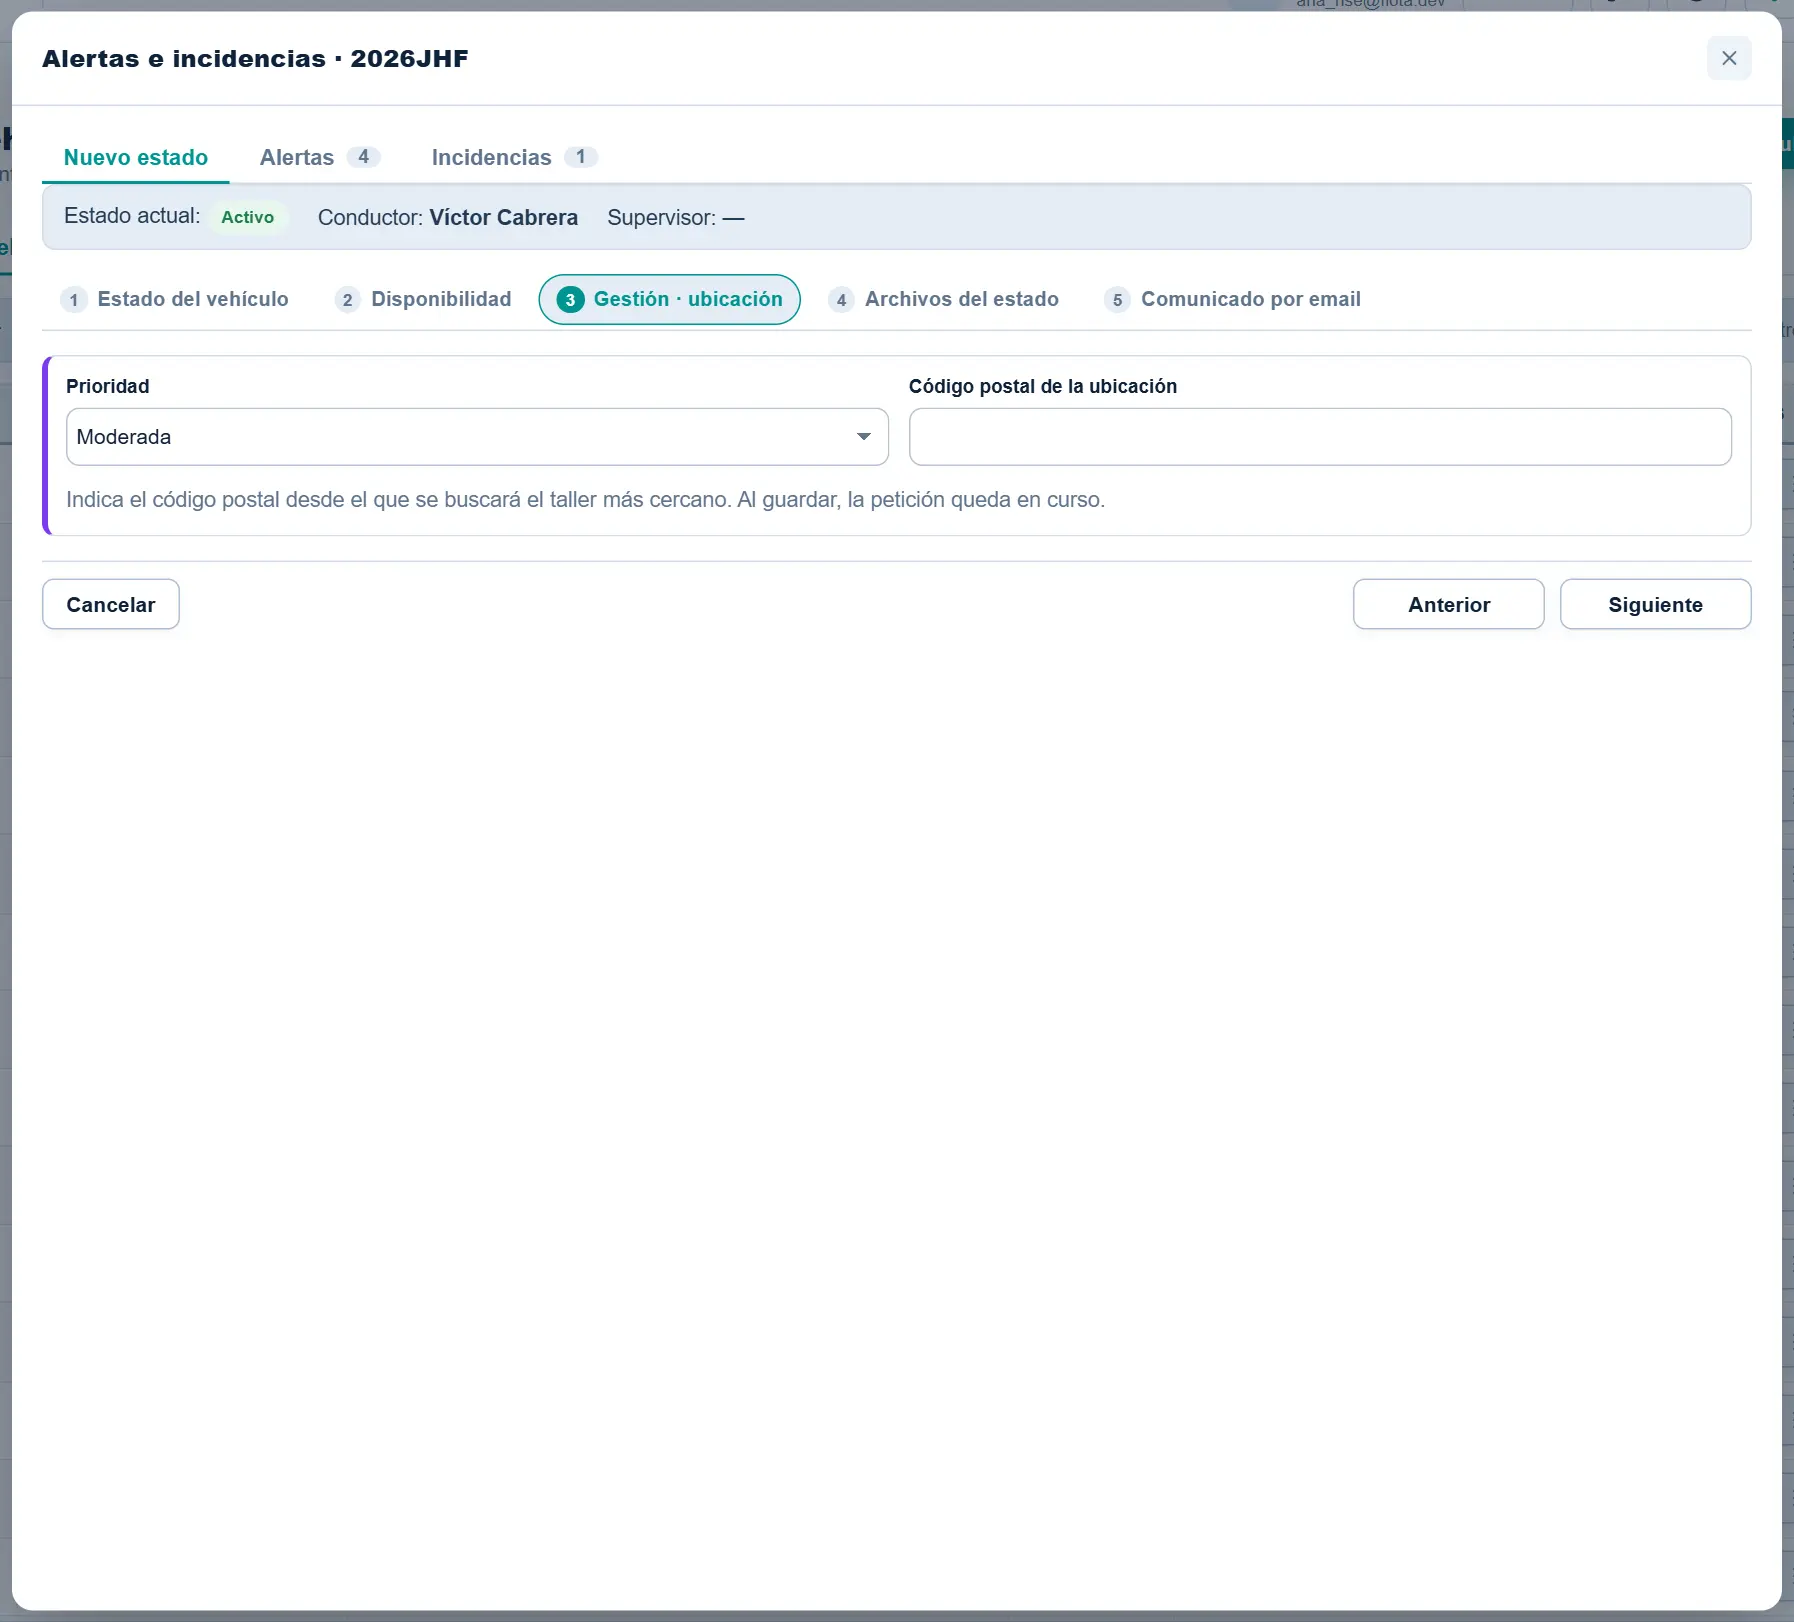 Alertas e incidencias · 2026JHF
Nuevo estado Alertas 4 Incidencias 1
Estado actual: Activo Conductor: Víctor Cabrera Supervisor: —
1 Estado del vehículo 2 Disponibilidad 3 Gestión · ubicación 4 Archivos del estado 5 Comunicado por email
Prioridad Código postal de la ubicación
Moderada
Indica el código postal desde el que se buscará el taller más cercano. Al guardar, la petición queda en curso.
Cancelar Anterior Siguiente